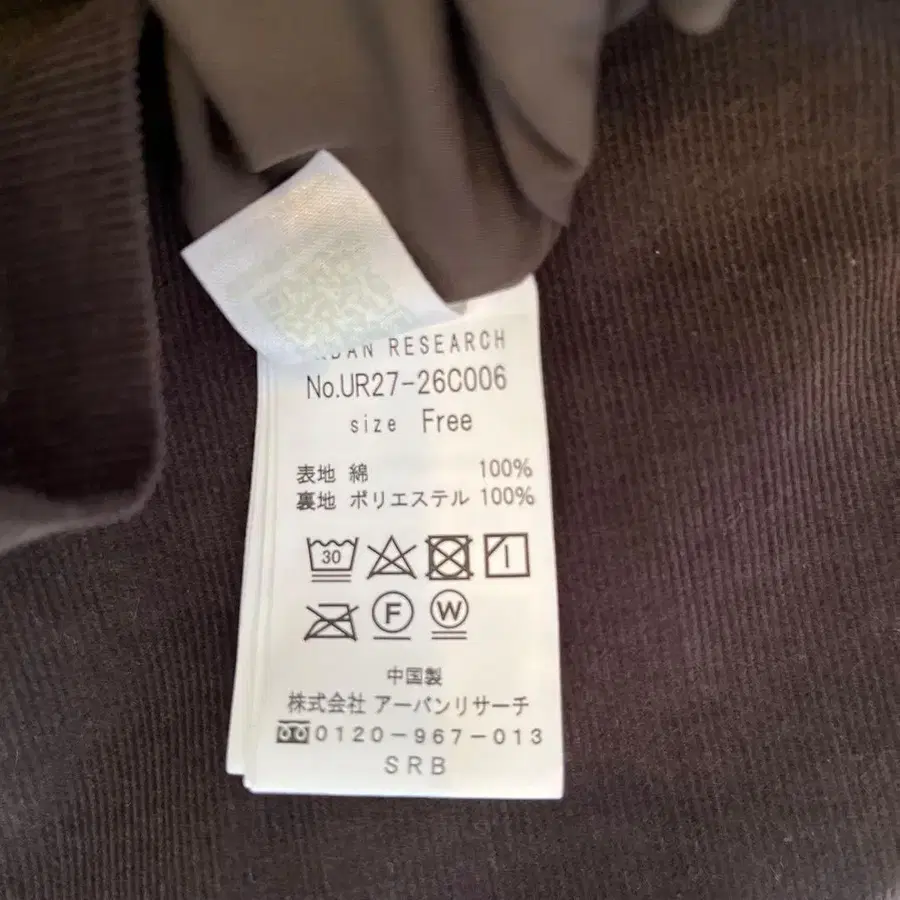 RESEARCH
No.UR27-26C006
size Free
表地 綿 100%
裏地 ポリエステル 100%
30
F W
中国製
株式会社 アーバンリサーチ
0120-967-013
SRB